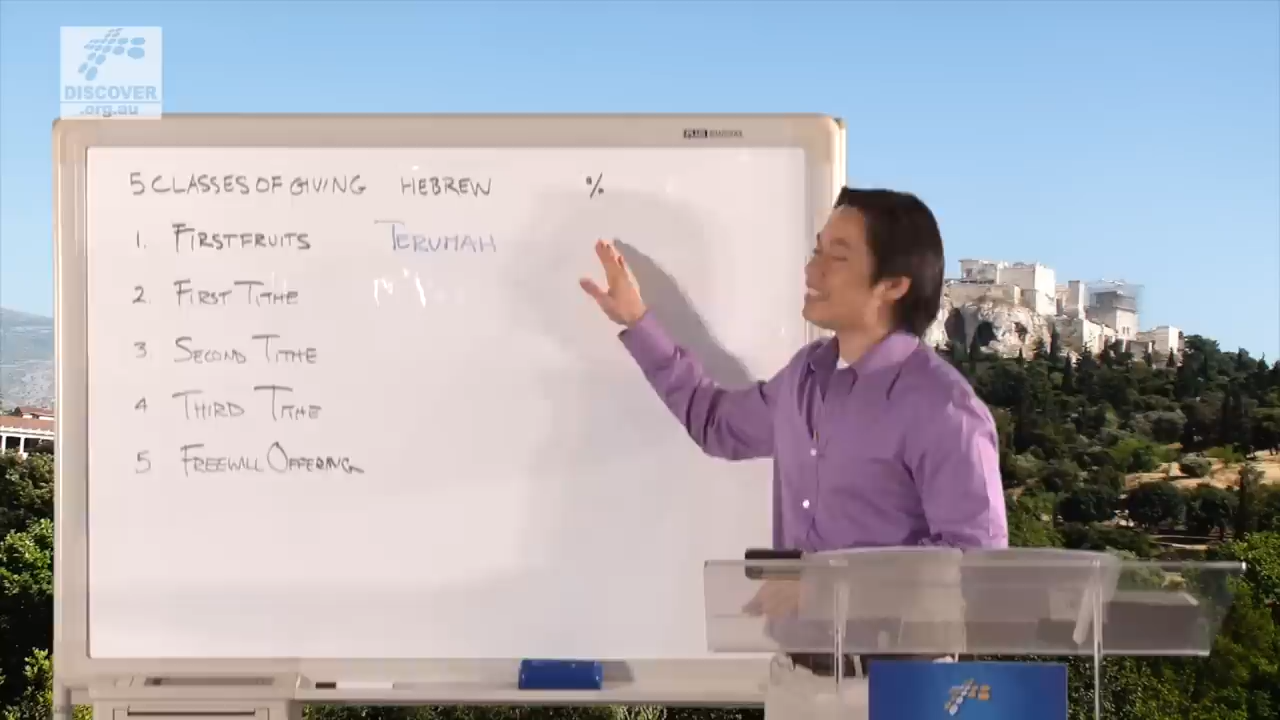 DISCOVER
.org.au
PLUS
5 CLASSES OF GIVING HEBREW %
1. FIRSTFRUITS TERUMAH
2. FIRST TITHE
3. SECOND TITHE
4 THIRD TITHE
5 FREEWILL OFFERING